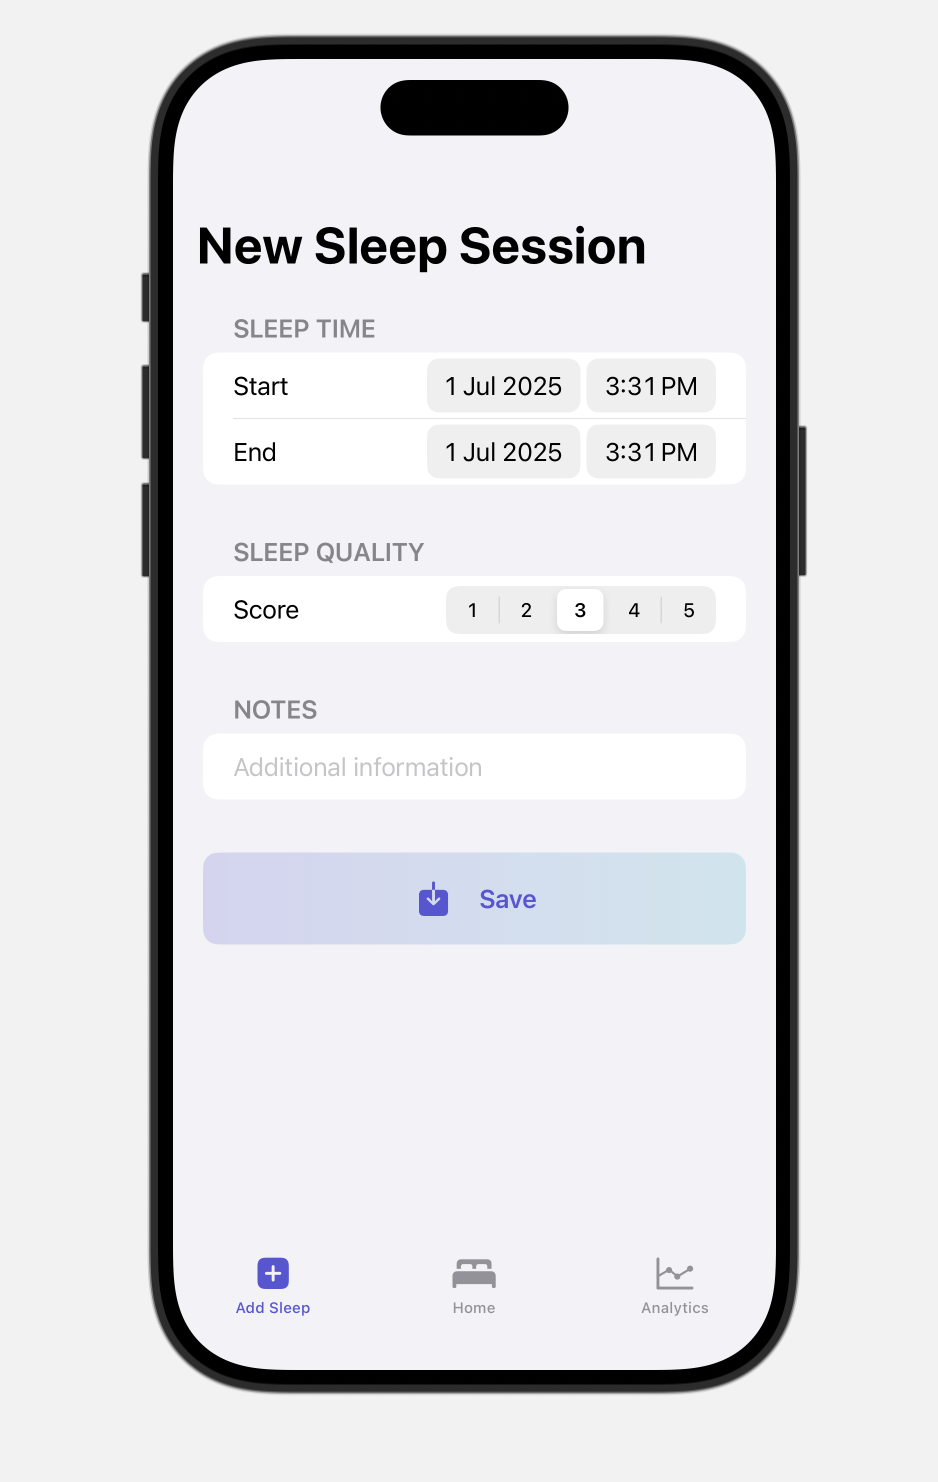 New Sleep Session
SLEEP TIME
Start 1 Jul 2025 3:31 PM
End 1 Jul 2025 3:31 PM
SLEEP QUALITY
Score 1 2 3 4 5
NOTES
Additional information
Save
Add Sleep Home Analytics